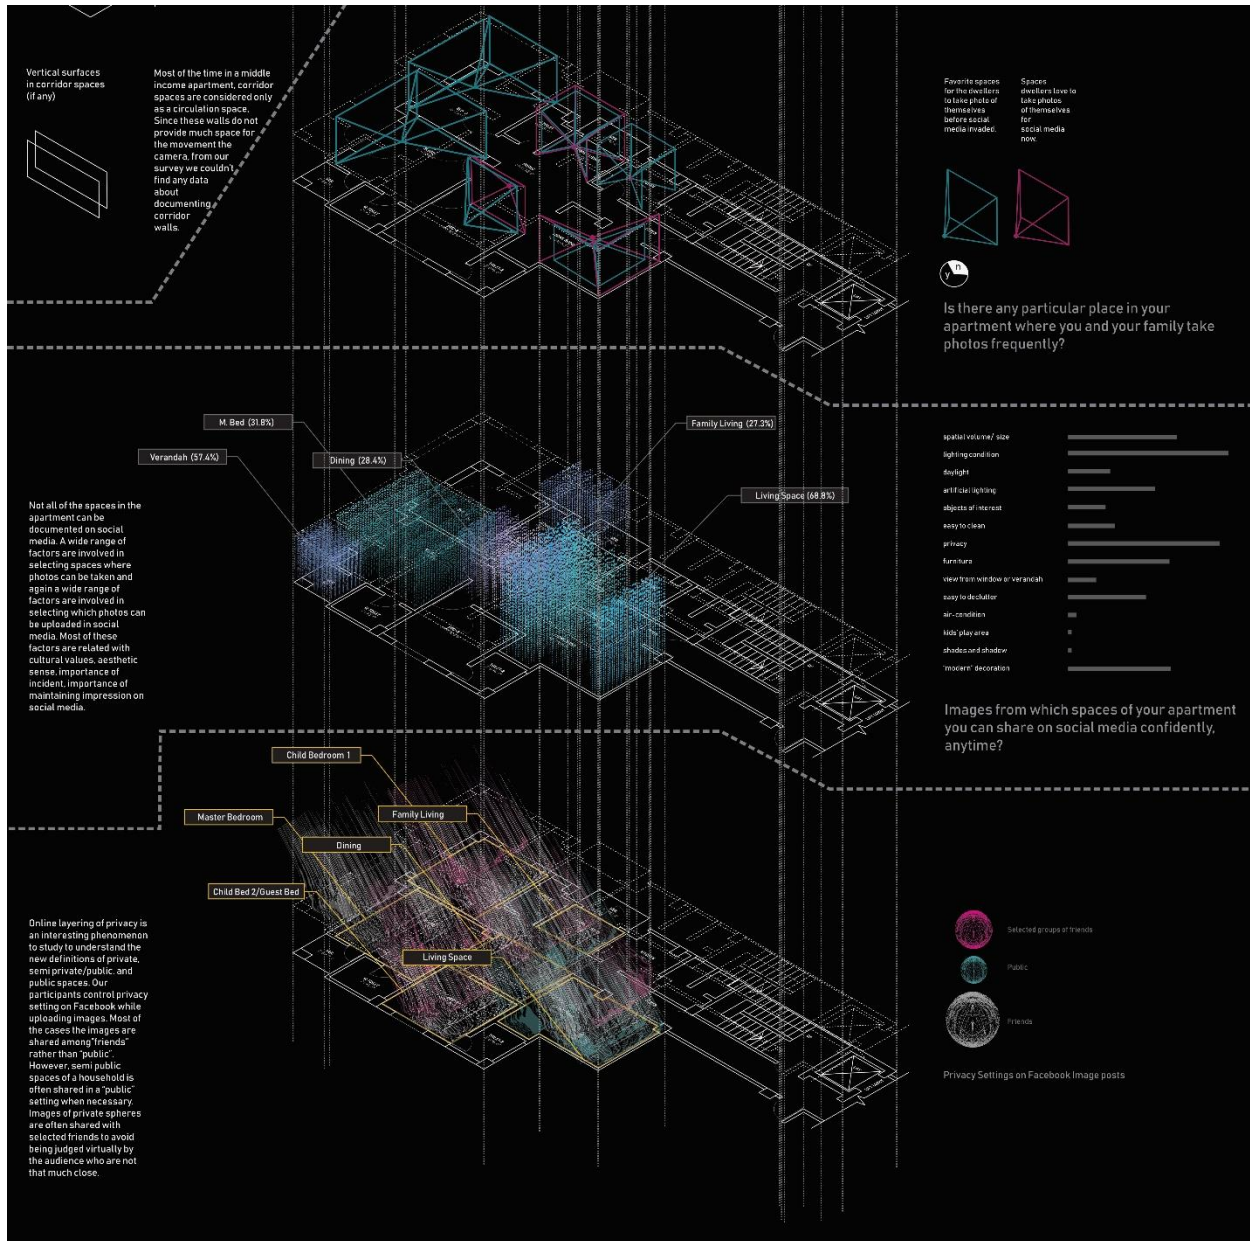 Vertical surfaces
in corridor spaces
(if any)
Most of the time in a middle
income apartment, corridor
spaces are considered only
as a circulation space.
Since these walls do not
provide much space for
the movement the
camera, from our
survey we couldn't
find any data
about
documenting
corridor
walls.
Favorite spaces
for the dwellers
to take photo of
themselves
before social
media invaded.
Spaces
dwellers love to
take photos
of themselves
for
social media
now.
y
n
Is there any particular place in your
apartment where you and your family take
photos frequently?
M. Bed (31.8%)
Family Living (27.3%)
Verandah (57.4%)
Dining (28.4%)
Living Space (68.8%)
Not all of the spaces in the
apartment can be
documented on social
media. A wide range of
factors are involved in
selecting spaces where
photos can be taken and
again a wide range of
factors are involved in
selecting which photos can
be uploaded in social
media. Most of these
factors are related with
cultural values, aesthetic
sense, importance of
incident, importance of
maintaining impression on
social media.
spatial volume/ size
lighting condition
daylight
artificial lighting
objects of interest
easy to clean
privacy
furniture
view from window or verandah
easy to declutter
air-condition
kids' play area
shades and shadow
'modern' decoration
Images from which spaces of your apartment
you can share on social media confidently,
anytime?
Child Bedroom 1
Master Bedroom
Family Living
Dining
Child Bed 2/Guest Bed
Living Space
Online layering of privacy is
an interesting phenomenon
to study to understand the
new definitions of private,
semi private/public, and
public spaces. Our
participants control privacy
setting on Facebook while
uploading images. Most of
the cases the images are
shared among"friends"
rather than "public".
However, semi public
spaces of a household is
often shared in a "public"
setting when necessary.
Images of private spheres
are often shared with
selected friends to avoid
being judged virtually by
the audience who are not
that much close.
Selected groups of friends
Public
Friends
Privacy Settings on Facebook Image posts